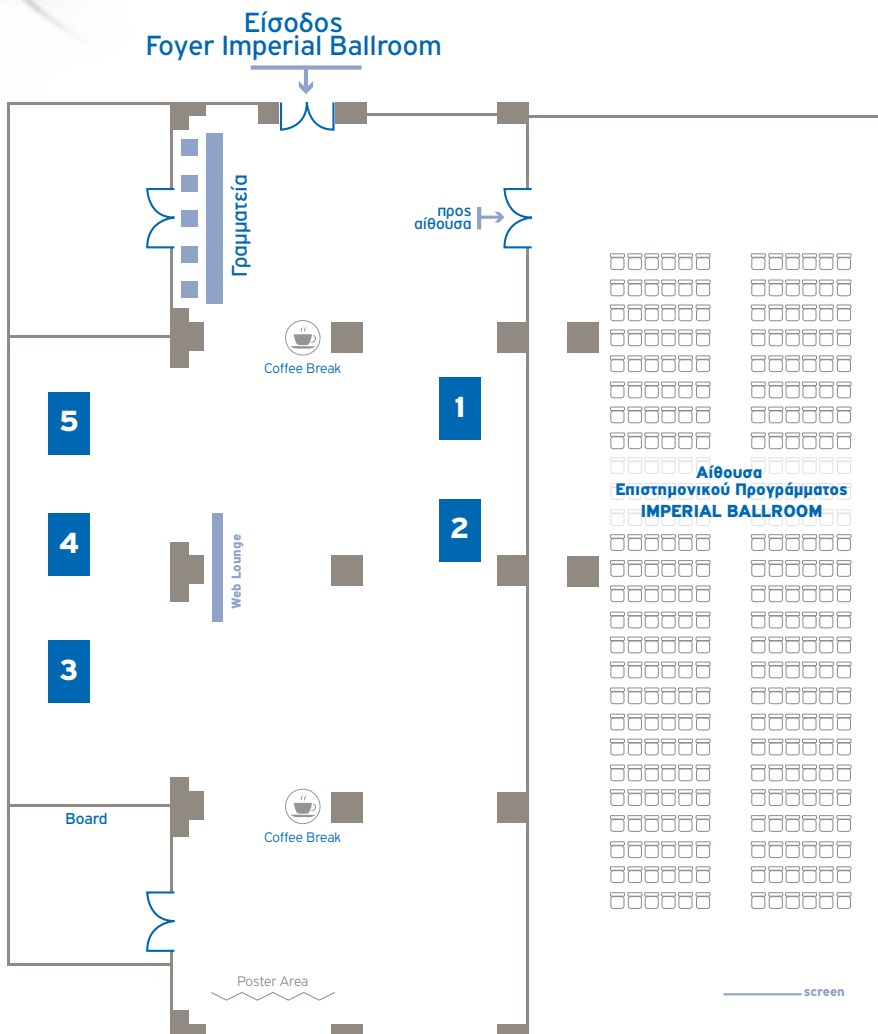 Είσοδος
Foyer Imperial Ballroom
Γραμματεία
προς
αίθουσα
Coffee Break
1
5
Αίθουσα
Επιστημονικού Προγράμματος
IMPERIAL BALLROOM
2
4
Web Lounge
3
Board
Coffee Break
Poster Area
screen